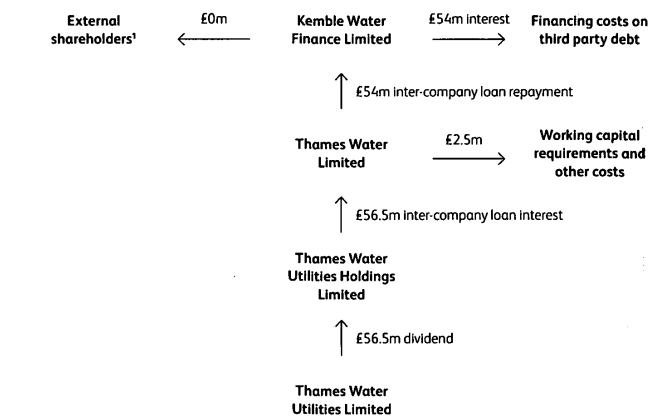 External
shareholders¹
£0m
Kemble Water
Finance Limited
£54m interest
Financing costs on
third party debt
£54m inter-company loan repayment
Thames Water
Limited
£2.5m
Working capital
requirements and
other costs
£56.5m inter-company loan interest
Thames Water
Utilities Holdings
Limited
£56.5m dividend
Thames Water
Utilities Limited